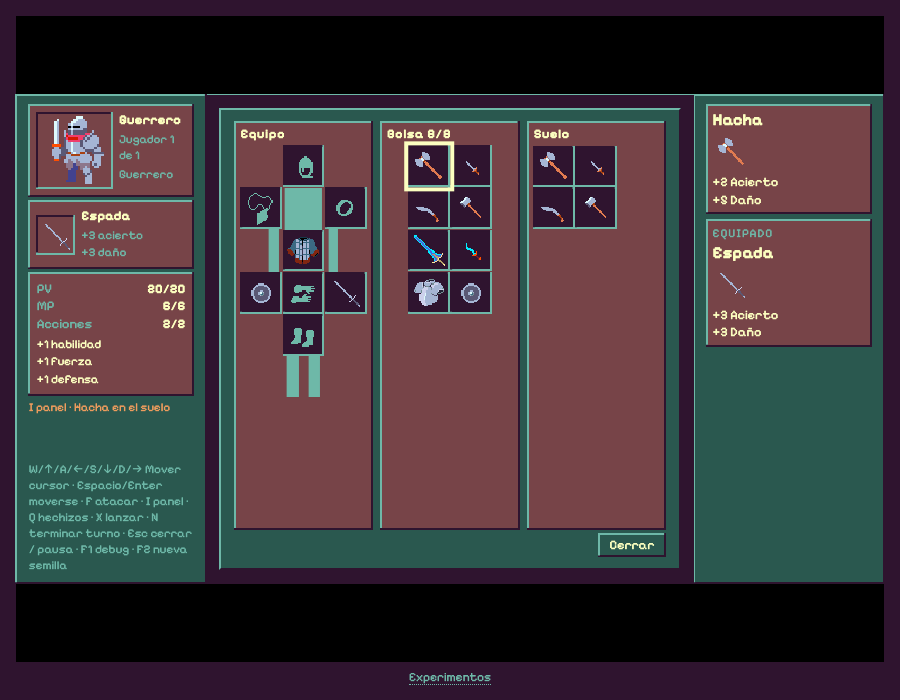 Guerrero
Jugador 1
de 1
Guerrero
Espada
+3 acierto
+3 daño
PV 80/80
MP 6/6
Acciones 8/8
+1 habilidad
+1 fuerza
+1 defensa
I panel · Hacha en el suelo
W/↑/A/←/S/↓/D/→ Mover
cursor · Espacio/Enter
moverse · F atacar · I panel ·
Q hechizos · X lanzar · N
terminar turno · Esc cerrar
/ pausa · F1 debug · F2 nueva
semilla
Equipo
Bolsa 8/8
Suelo
Cerrar
Hacha
+2 Acierto
+8 Daño
EQUIPADO
Espada
+3 Acierto
+3 Daño
Experimentos